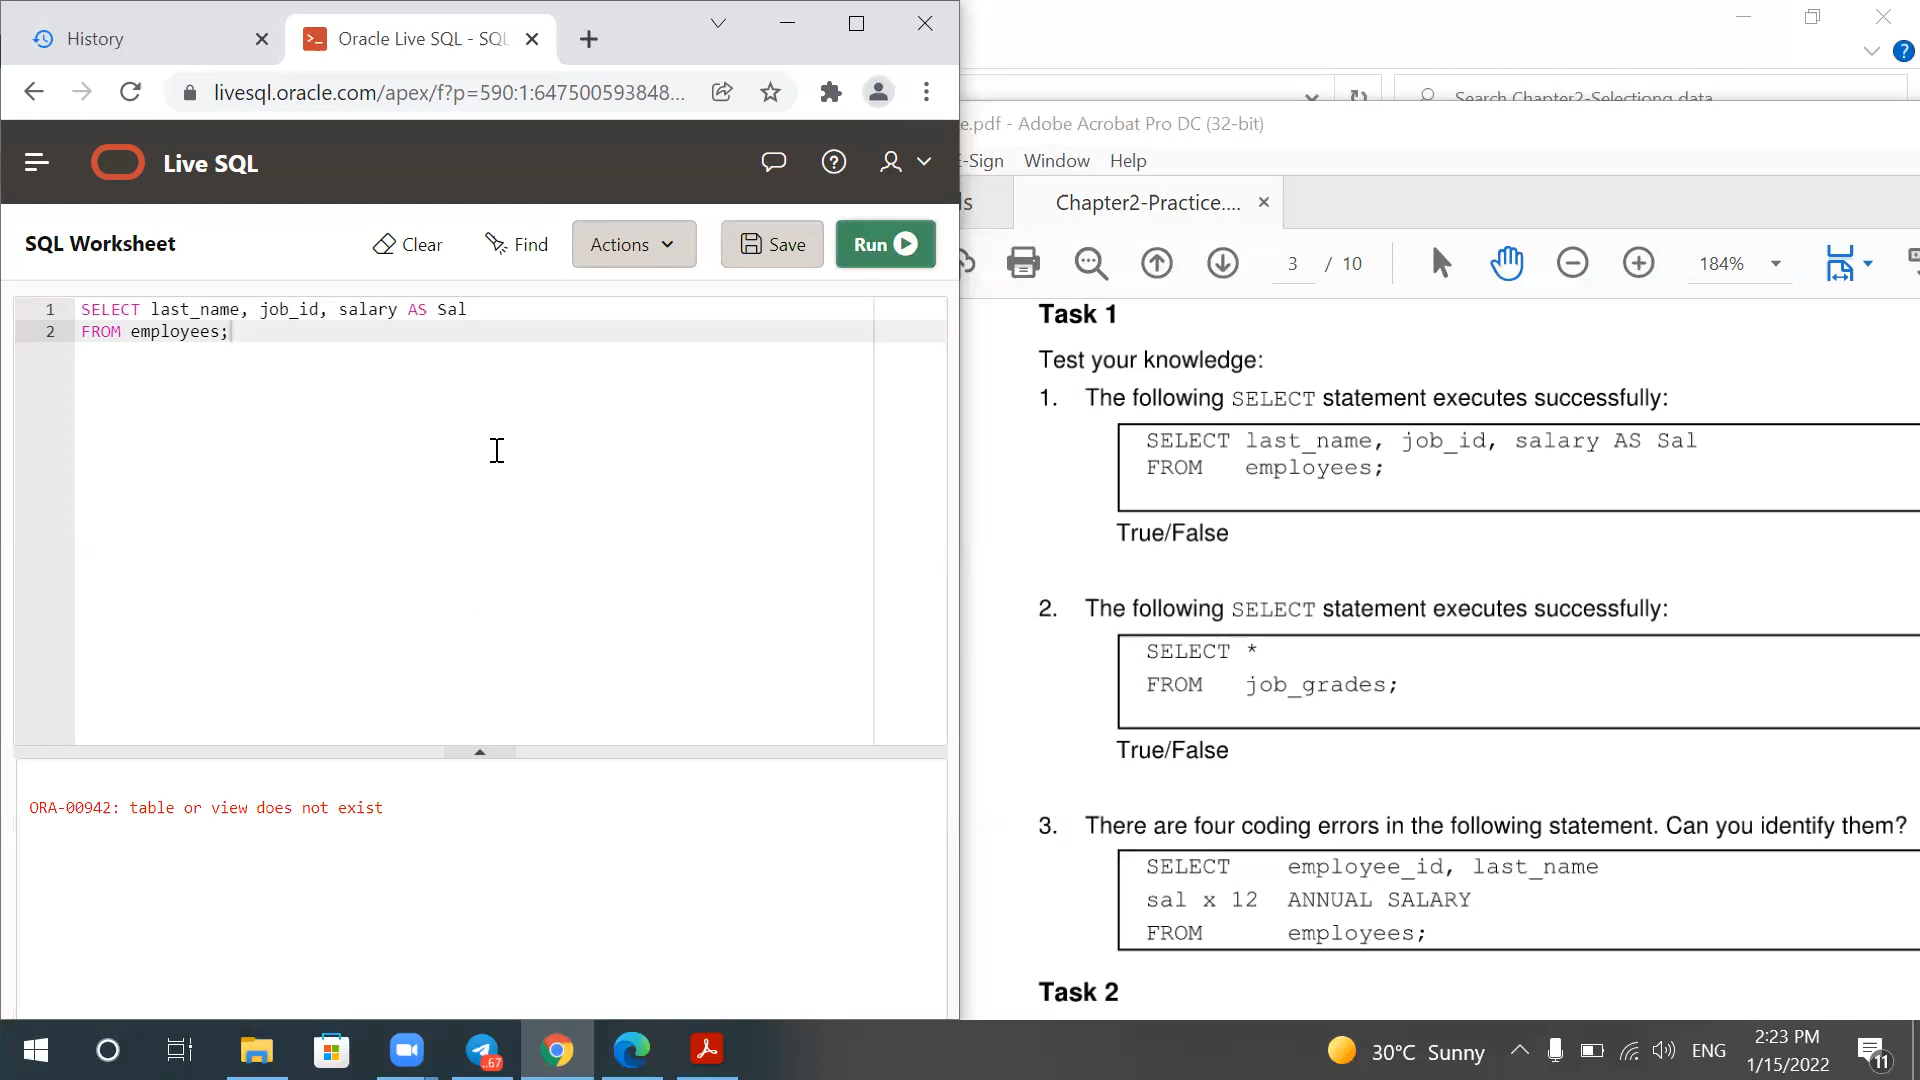 History
Oracle Live SQL - SQL
livesql.oracle.com/apex/f?p=590:1:647500593848...
Live SQL
SQL Worksheet
Clear
Find
Actions
Save
Run
1 SELECT last_name, job_id, salary AS Sal
2 FROM employees;
ORA-00942: table or view does not exist
?
Search Chapter2-Selectiong data
e.pdf - Adobe Acrobat Pro DC (32-bit)
E-Sign Window Help
ls
Chapter2-Practice....
3 / 10
184%
Task 1
Test your knowledge:
1. The following SELECT statement executes successfully:
SELECT last_name, job_id, salary AS Sal
FROM employees;
True/False
2. The following SELECT statement executes successfully:
SELECT *
FROM job_grades;
True/False
3. There are four coding errors in the following statement. Can you identify them?
SELECT employee_id, last_name
sal x 12 ANNUAL SALARY
FROM employees;
Task 2
..67
30°C Sunny
ENG
2:23 PM
1/15/2022
11